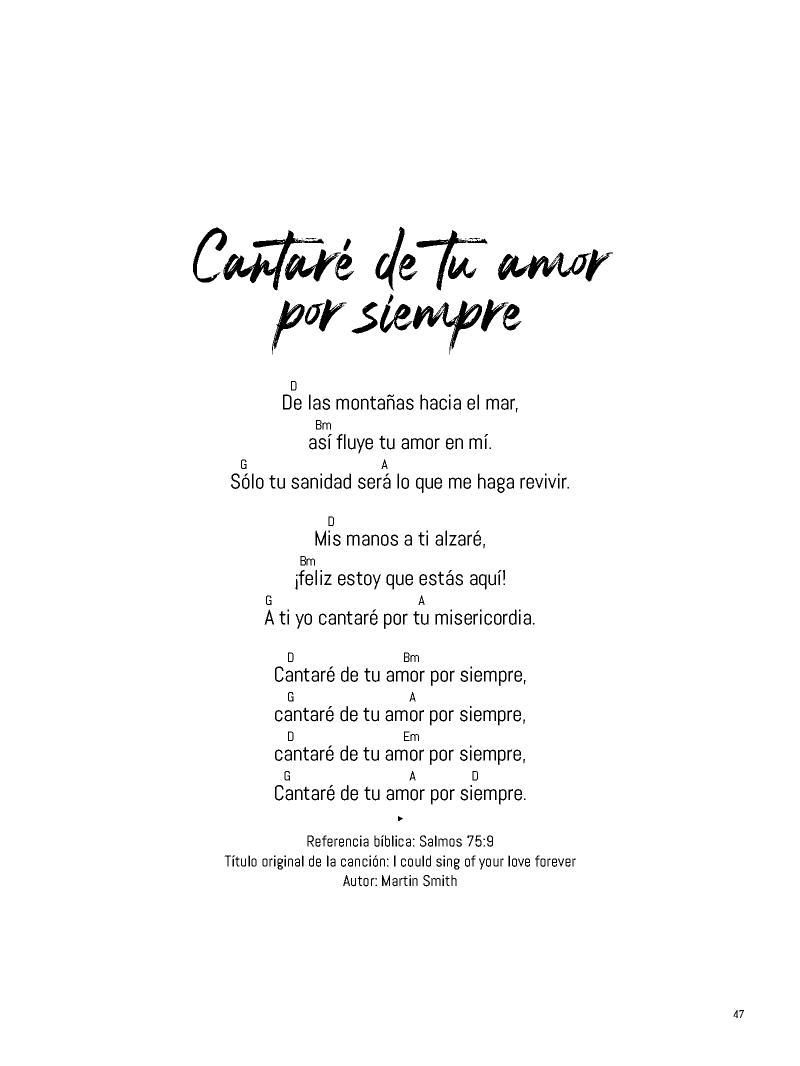 Cantaré de tu amor
por siempre
D
De las montañas hacia el mar,
Bm
así fluye tu amor en mí.
G A
Sólo tu sanidad será lo que me haga revivir.
D
Mis manos a ti alzaré,
Bm
¡feliz estoy que estás aquí!
G A
A ti yo cantaré por tu misericordia.
D Bm
Cantaré de tu amor por siempre,
G A
cantaré de tu amor por siempre,
D Em
cantaré de tu amor por siempre,
G A D
Cantaré de tu amor por siempre.
Referencia bíblica: Salmos 75:9
Título original de la canción: I could sing of your love forever
Autor: Martin Smith
47